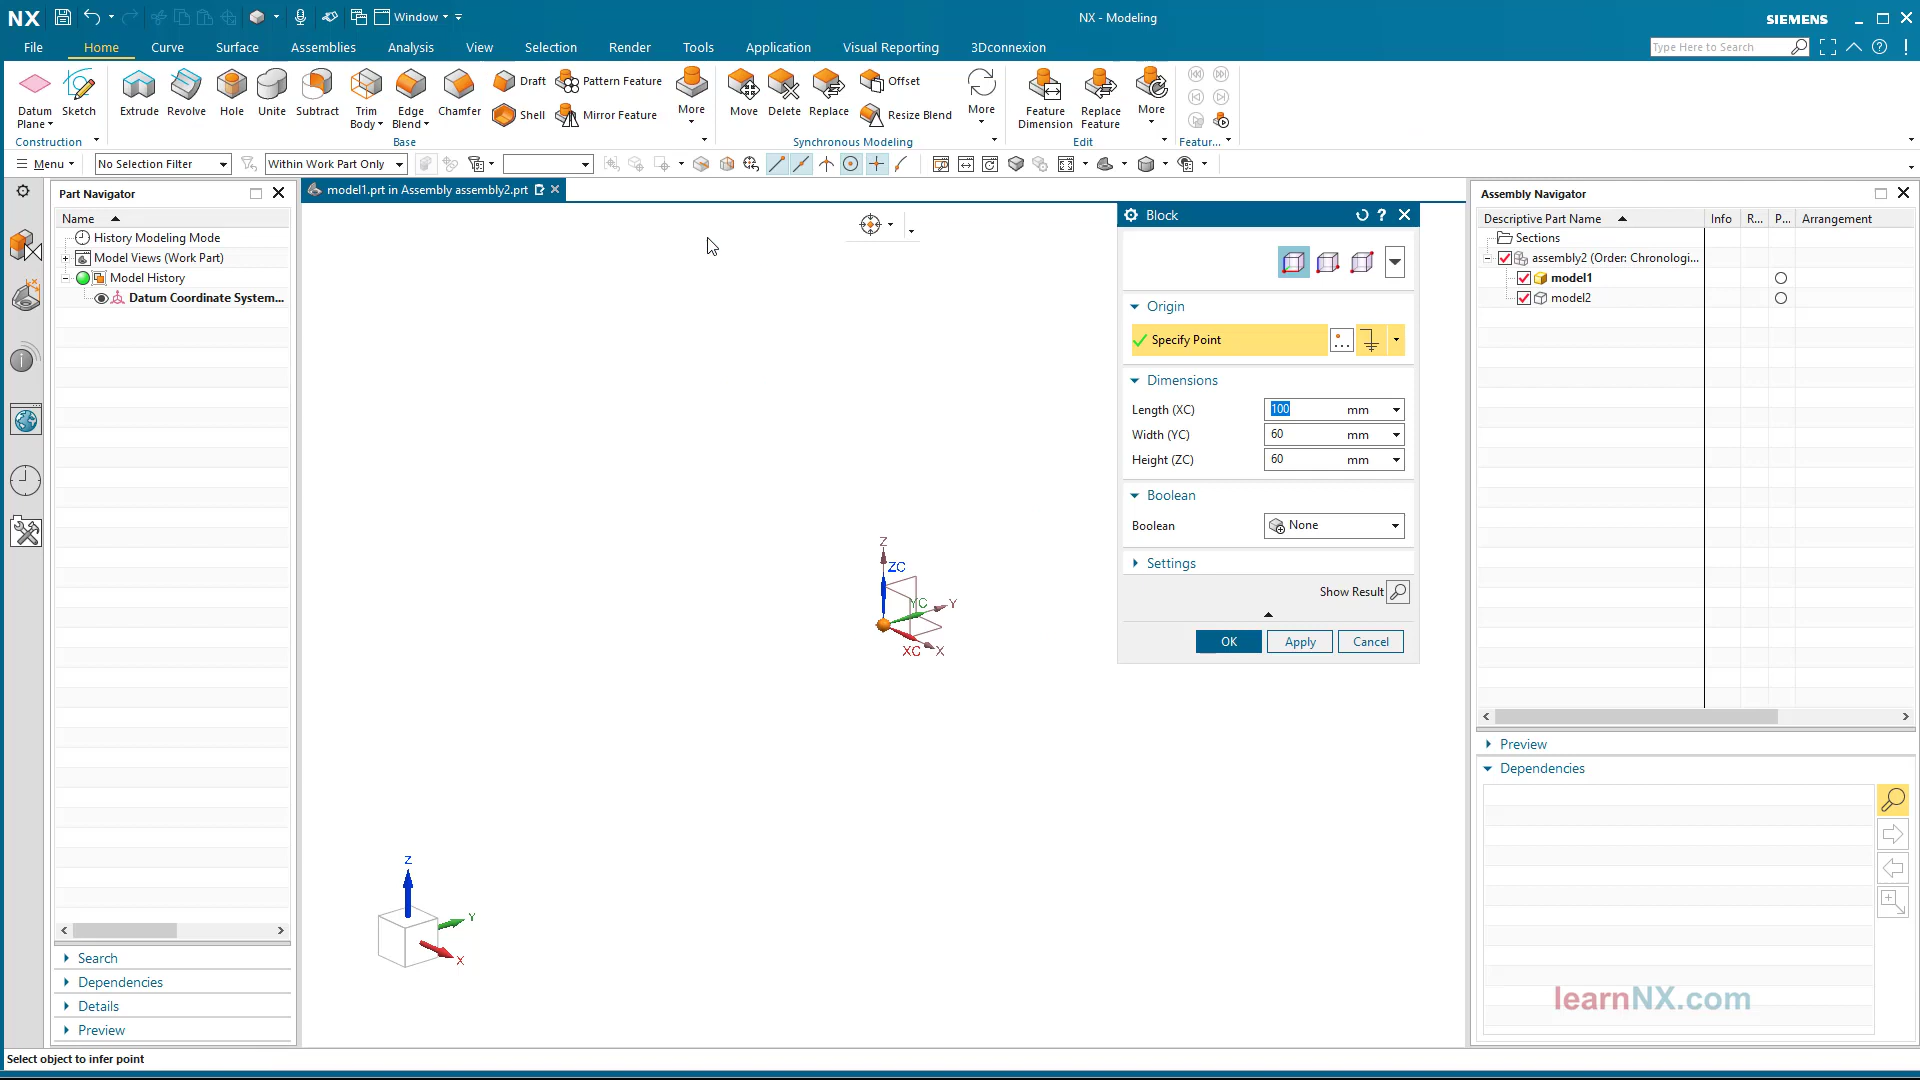 NX
Window
NX - Modeling
SIEMENS
File
Home
Curve
Surface
Assemblies
Analysis
View
Selection
Render
Tools
Application
Visual Reporting
3Dconnexion
Type Here to Search
Datum Plane
Sketch
Extrude
Revolve
Hole
Unite
Subtract
Trim Body
Edge Blend
Chamfer
Draft
Shell
Pattern Feature
Mirror Feature
More
Move
Delete
Replace
Offset
Resize Blend
More
Feature Dimension
Replace Feature
More
Construction
Base
Synchronous Modeling
Edit
Featur...
Menu
No Selection Filter
Within Work Part Only
Part Navigator
Name
History Modeling Mode
Model Views (Work Part)
Model History
Datum Coordinate System...
Search
Dependencies
Details
Preview
model1.prt in Assembly assembly2.prt
Z
ZC
YC
Y
XC
X
Z
Y
X
Block
Origin
Specify Point
Dimensions
Length (XC) 100 mm
Width (YC) 60 mm
Height (ZC) 60 mm
Boolean
Boolean None
Settings
Show Result
OK
Apply
Cancel
Assembly Navigator
Descriptive Part Name
Info
R...
P...
Arrangement
Sections
assembly2 (Order: Chronologi...
model1
model2
Preview
Dependencies
learnNX.com
Select object to infer point